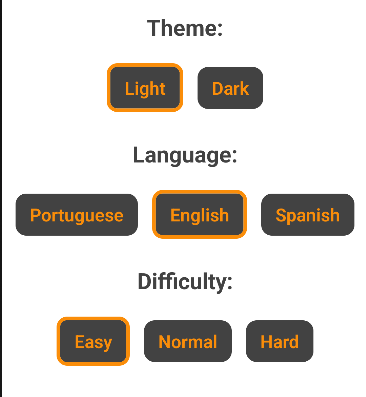 Theme:
Light Dark
Language:
Portuguese English Spanish
Difficulty:
Easy Normal Hard